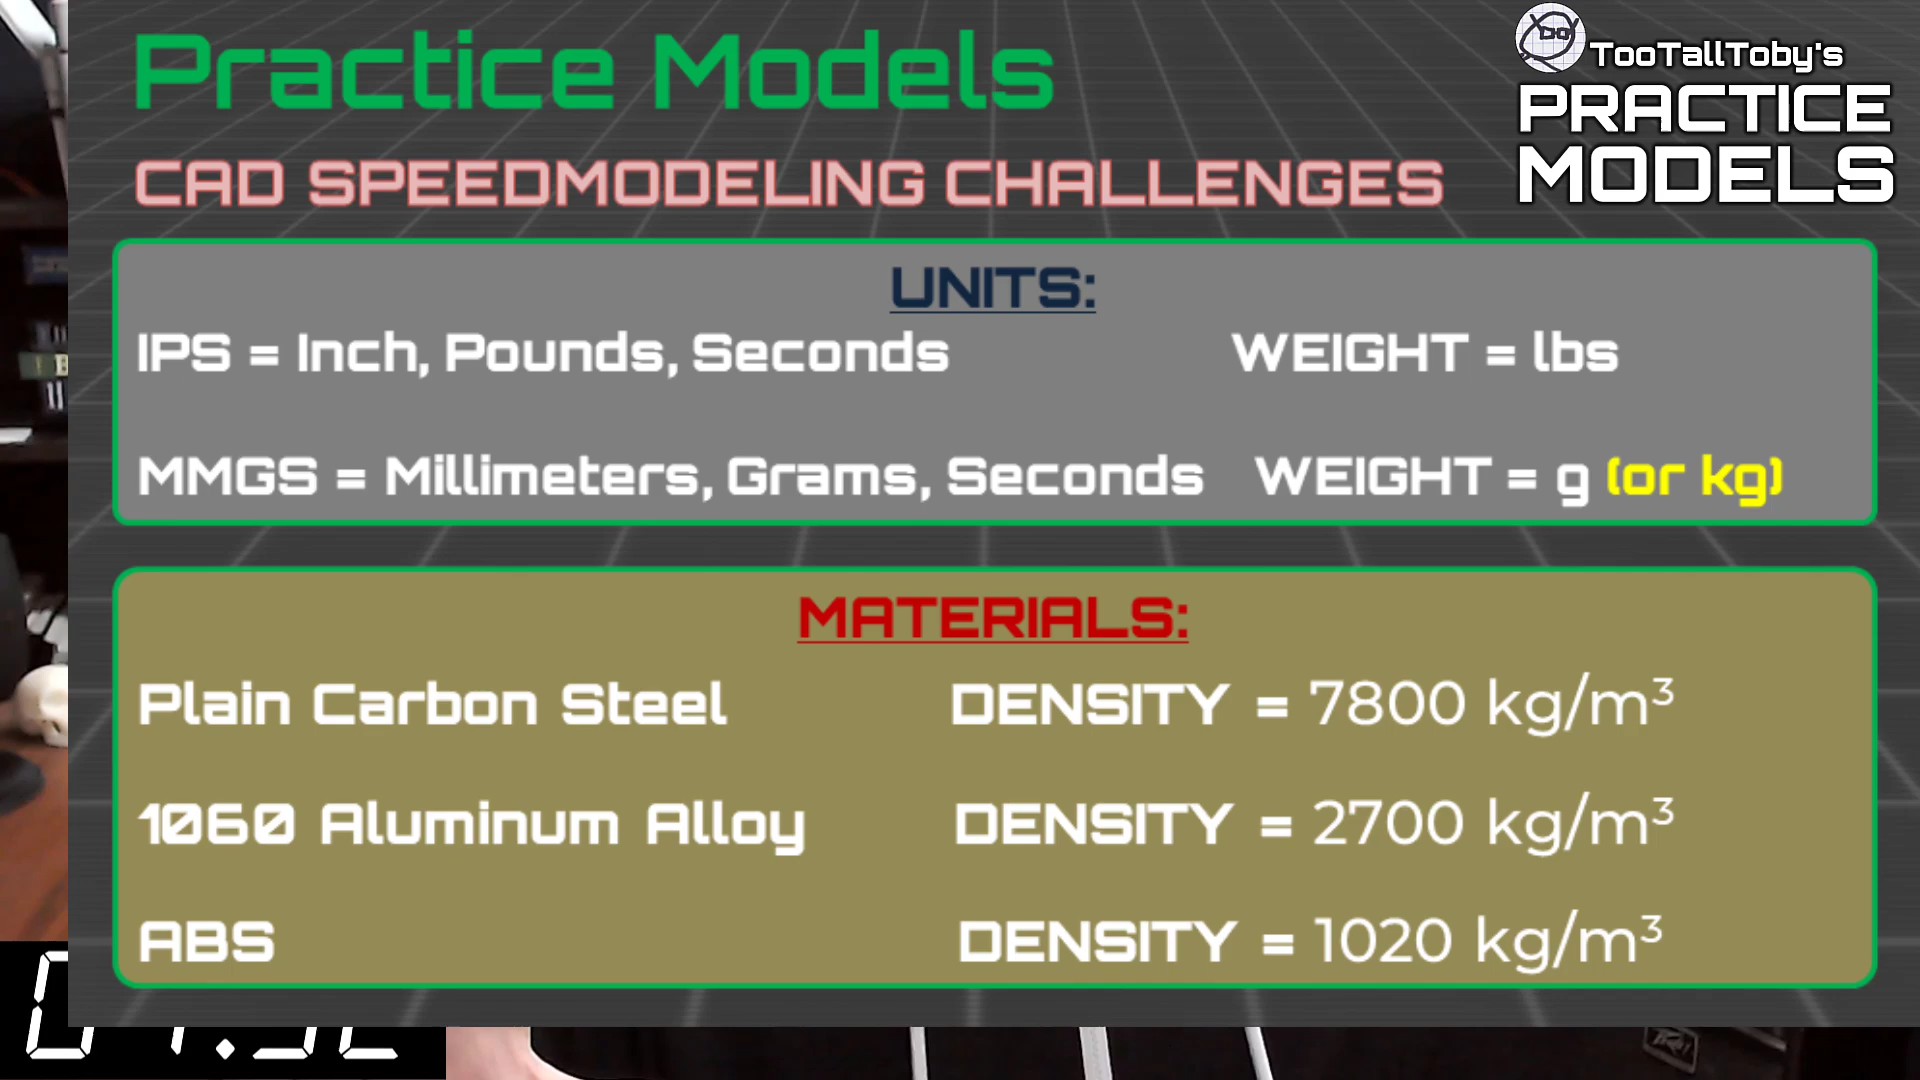 Practice Models
TooTallToby's
PRACTICE
MODELS
CAD SPEEDMODELING CHALLENGES
UNITS:
IPS = Inch, Pounds, Seconds WEIGHT = lbs
MMGS = Millimeters, Grams, Seconds WEIGHT = g (or kg)
MATERIALS:
Plain Carbon Steel DENSITY = 7800 kg/m³
1060 Aluminum Alloy DENSITY = 2700 kg/m³
ABS DENSITY = 1020 kg/m³